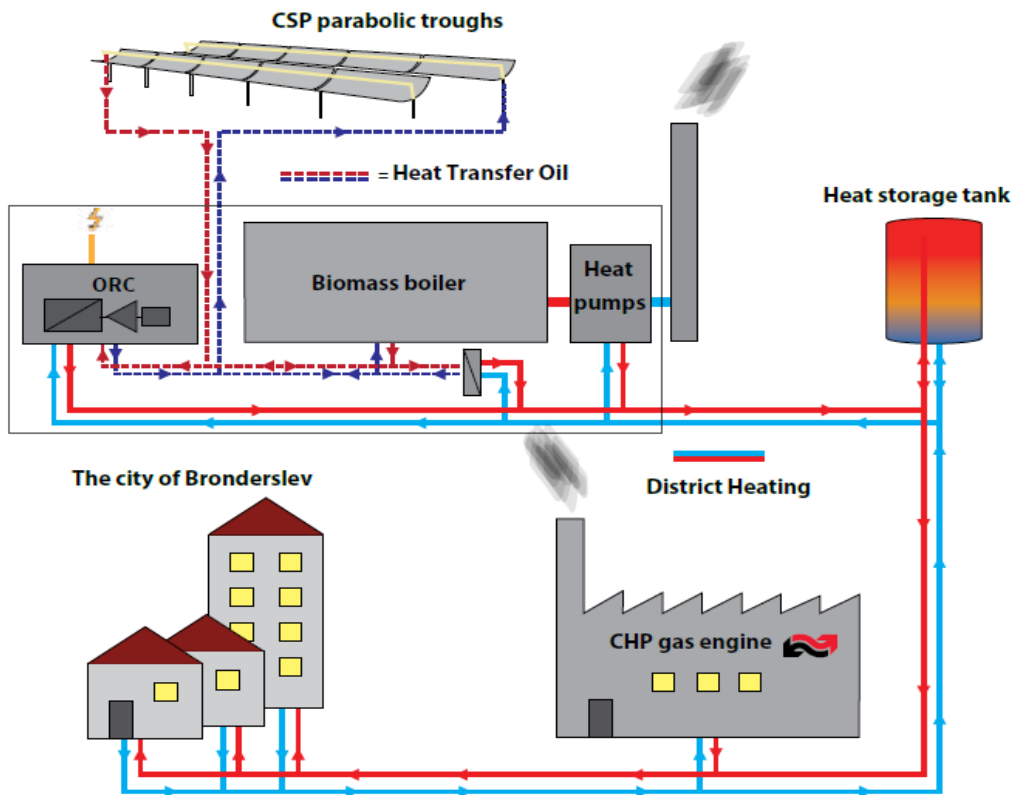 CSP parabolic troughs
= Heat Transfer Oil
Heat storage tank
ORC
Biomass boiler
Heat
pumps
The city of Bronderslev
District Heating
CHP gas engine